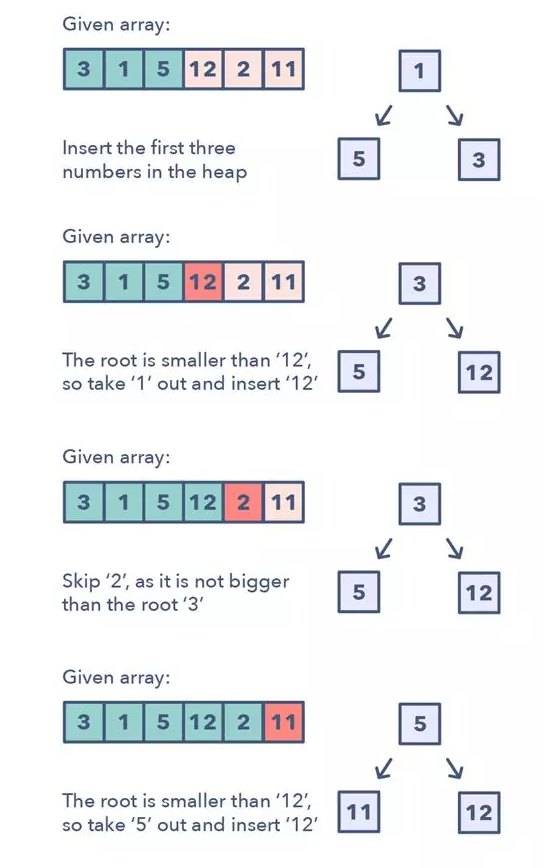 Given array:
3 1 5 12 2 11
1
Insert the first three
numbers in the heap
5 3
Given array:
3 1 5 12 2 11
3
The root is smaller than ‘12’,
so take ‘1’ out and insert ‘12’
5 12
Given array:
3 1 5 12 2 11
3
Skip ‘2’, as it is not bigger
than the root ‘3’
5 12
Given array:
3 1 5 12 2 11
5
The root is smaller than ‘12’,
so take ‘5’ out and insert ‘12’
11 12